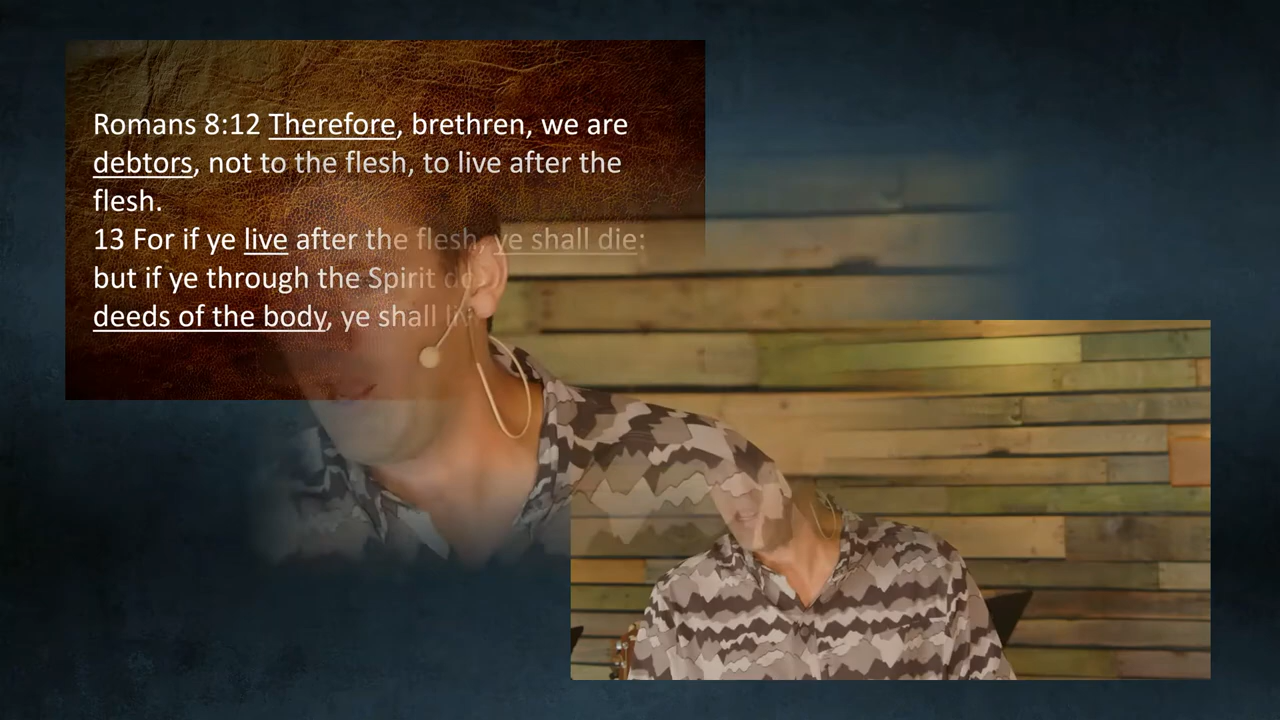 Romans 8:12 Therefore, brethren, we are
debtors, not to the flesh, to live after the
flesh.
13 For if ye live after the flesh, ye shall die:
but if ye through the Spirit
deeds of the body, ye shall